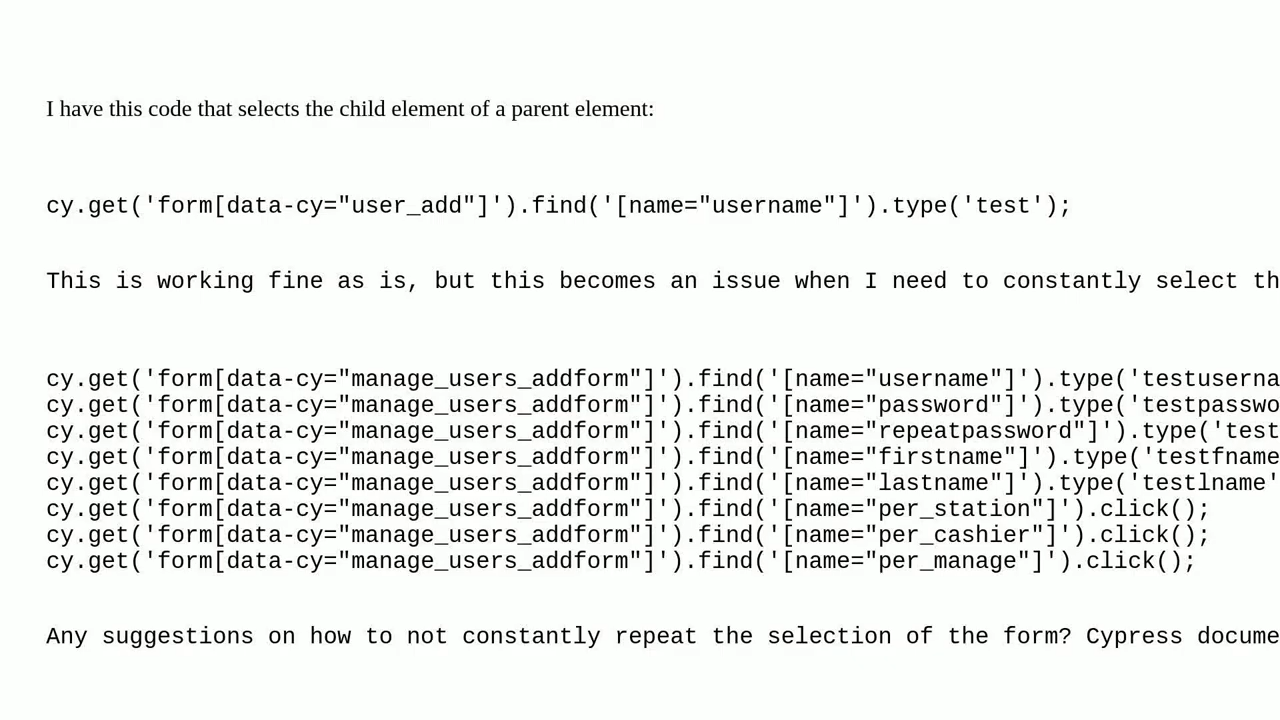 I have this code that selects the child element of a parent element:
cy.get('form[data-cy="user_add"]').find('[name="username"]').type('test');
This is working fine as is, but this becomes an issue when I need to constantly select th
cy.get('form[data-cy="manage_users_addform"]').find('[name="username"]').type('testuserna
cy.get('form[data-cy="manage_users_addform"]').find('[name="password"]').type('testpasswo
cy.get('form[data-cy="manage_users_addform"]').find('[name="repeatpassword"]').type('test
cy.get('form[data-cy="manage_users_addform"]').find('[name="firstname"]').type('testfname
cy.get('form[data-cy="manage_users_addform"]').find('[name="lastname"]').type('testlname'
cy.get('form[data-cy="manage_users_addform"]').find('[name="per_station"]').click();
cy.get('form[data-cy="manage_users_addform"]').find('[name="per_cashier"]').click();
cy.get('form[data-cy="manage_users_addform"]').find('[name="per_manage"]').click();
Any suggestions on how to not constantly repeat the selection of the form? Cypress docume